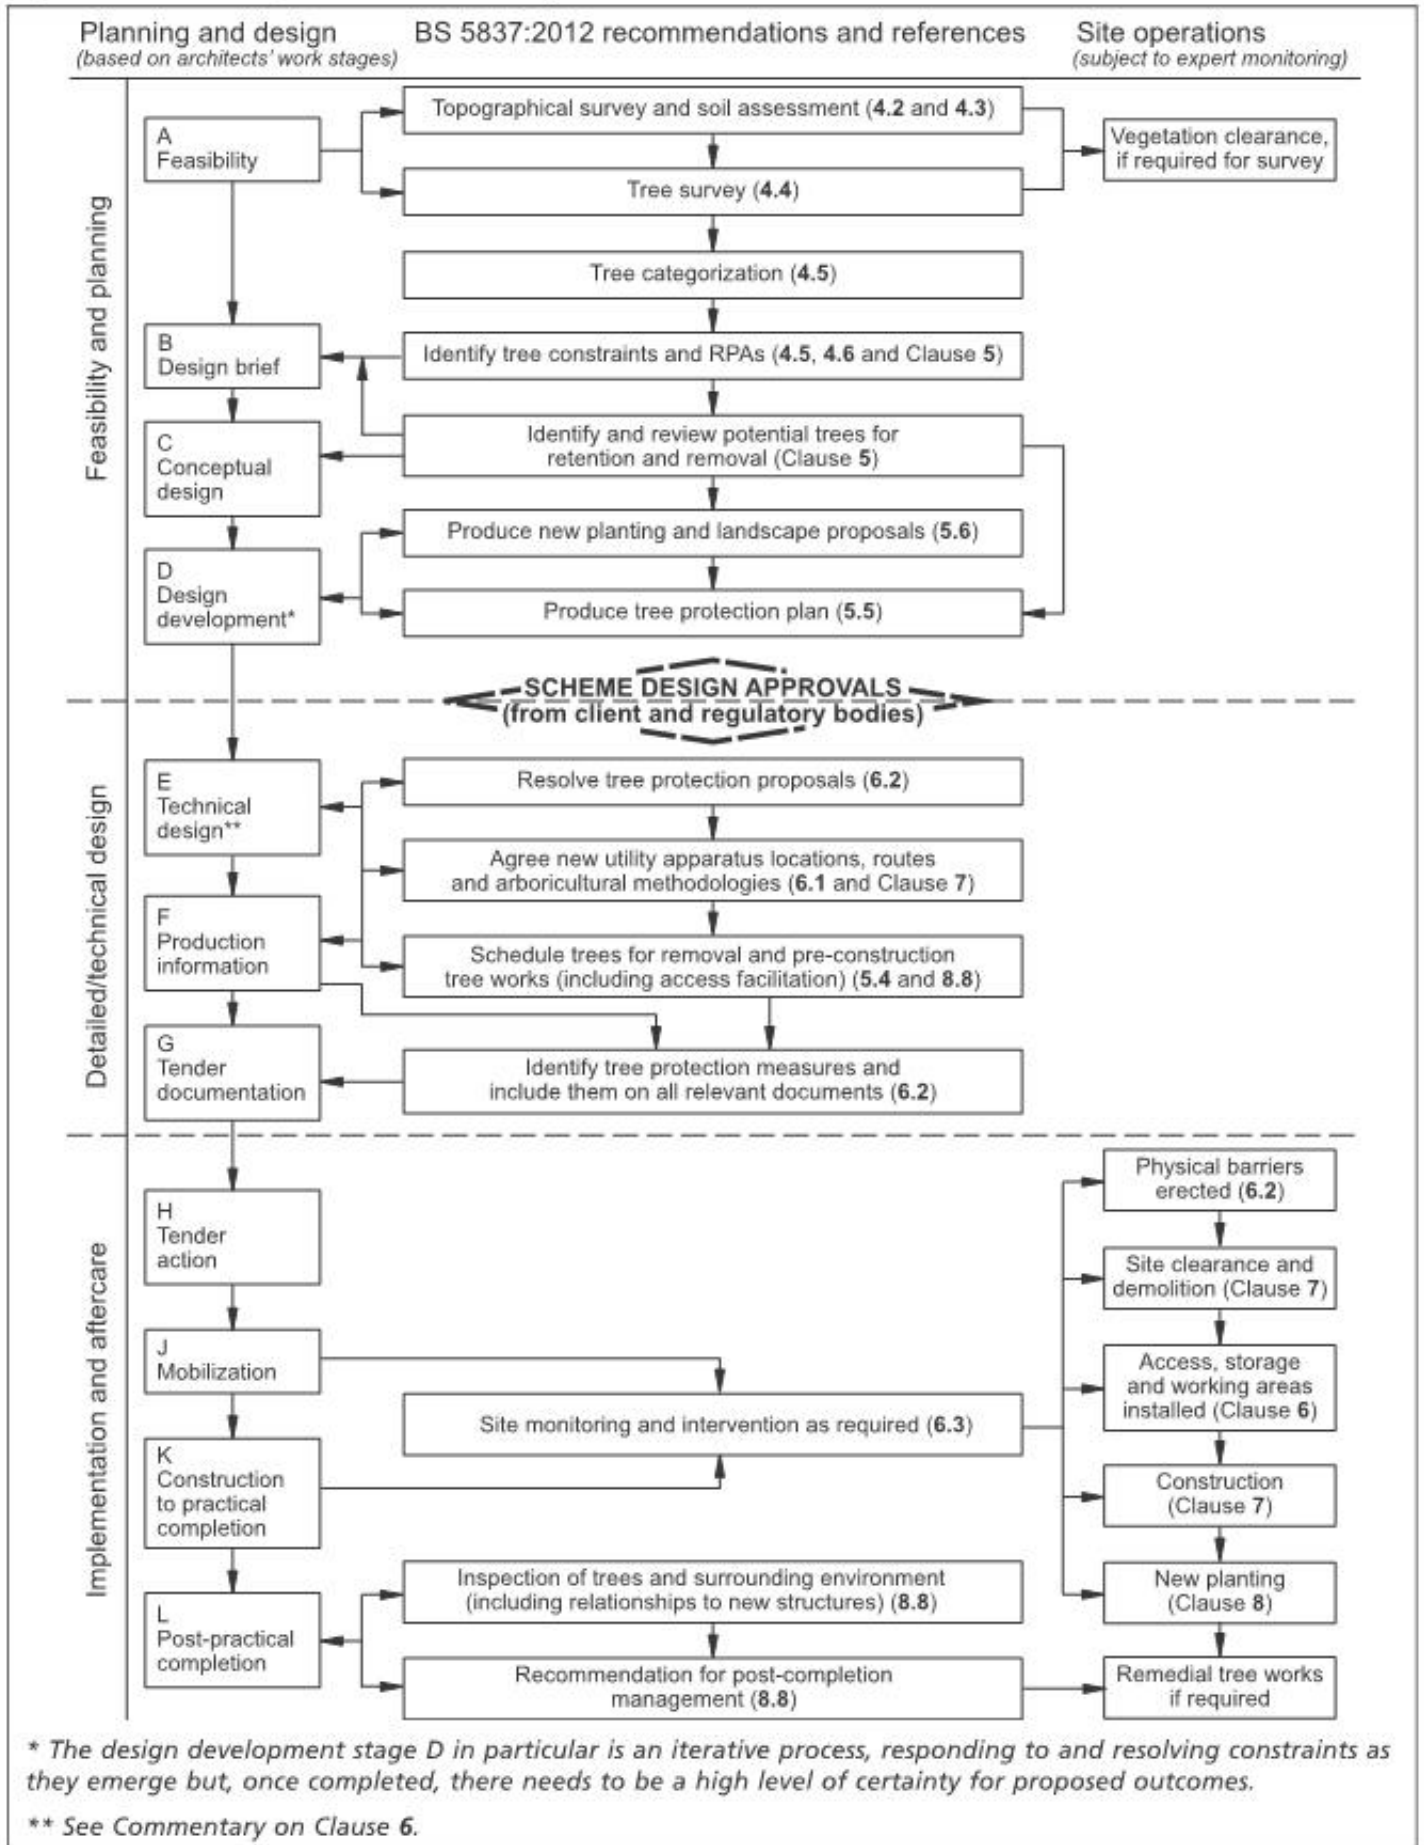 Planning and design
(based on architects' work stages)
BS 5837:2012 recommendations and references
Site operations
(subject to expert monitoring)
Feasibility and planning
A
Feasibility
Topographical survey and soil assessment (4.2 and 4.3)
Vegetation clearance,
if required for survey
Tree survey (4.4)
Tree categorization (4.5)
B
Design brief
Identify tree constraints and RPAs (4.5, 4.6 and Clause 5)
C
Conceptual
design
Identify and review potential trees for
retention and removal (Clause 5)
Produce new planting and landscape proposals (5.6)
D
Design
development*
Produce tree protection plan (5.5)
SCHEME DESIGN APPROVALS
(from client and regulatory bodies)
Detailed/technical design
E
Technical
design**
Resolve tree protection proposals (6.2)
Agree new utility apparatus locations, routes
and arboricultural methodologies (6.1 and Clause 7)
F
Production
information
Schedule trees for removal and pre-construction
tree works (including access facilitation) (5.4 and 8.8)
G
Tender
documentation
Identify tree protection measures and
include them on all relevant documents (6.2)
Implementation and aftercare
H
Tender
action
Physical barriers
erected (6.2)
Site clearance and
demolition (Clause 7)
J
Mobilization
Access, storage
and working areas
installed (Clause 6)
Site monitoring and intervention as required (6.3)
K
Construction
to practical
completion
Construction
(Clause 7)
New planting
(Clause 8)
L
Post-practical
completion
Inspection of trees and surrounding environment
(including relationships to new structures) (8.8)
Recommendation for post-completion
management (8.8)
Remedial tree works
if required
* The design development stage D in particular is an iterative process, responding to and resolving constraints as
they emerge but, once completed, there needs to be a high level of certainty for proposed outcomes.
** See Commentary on Clause 6.